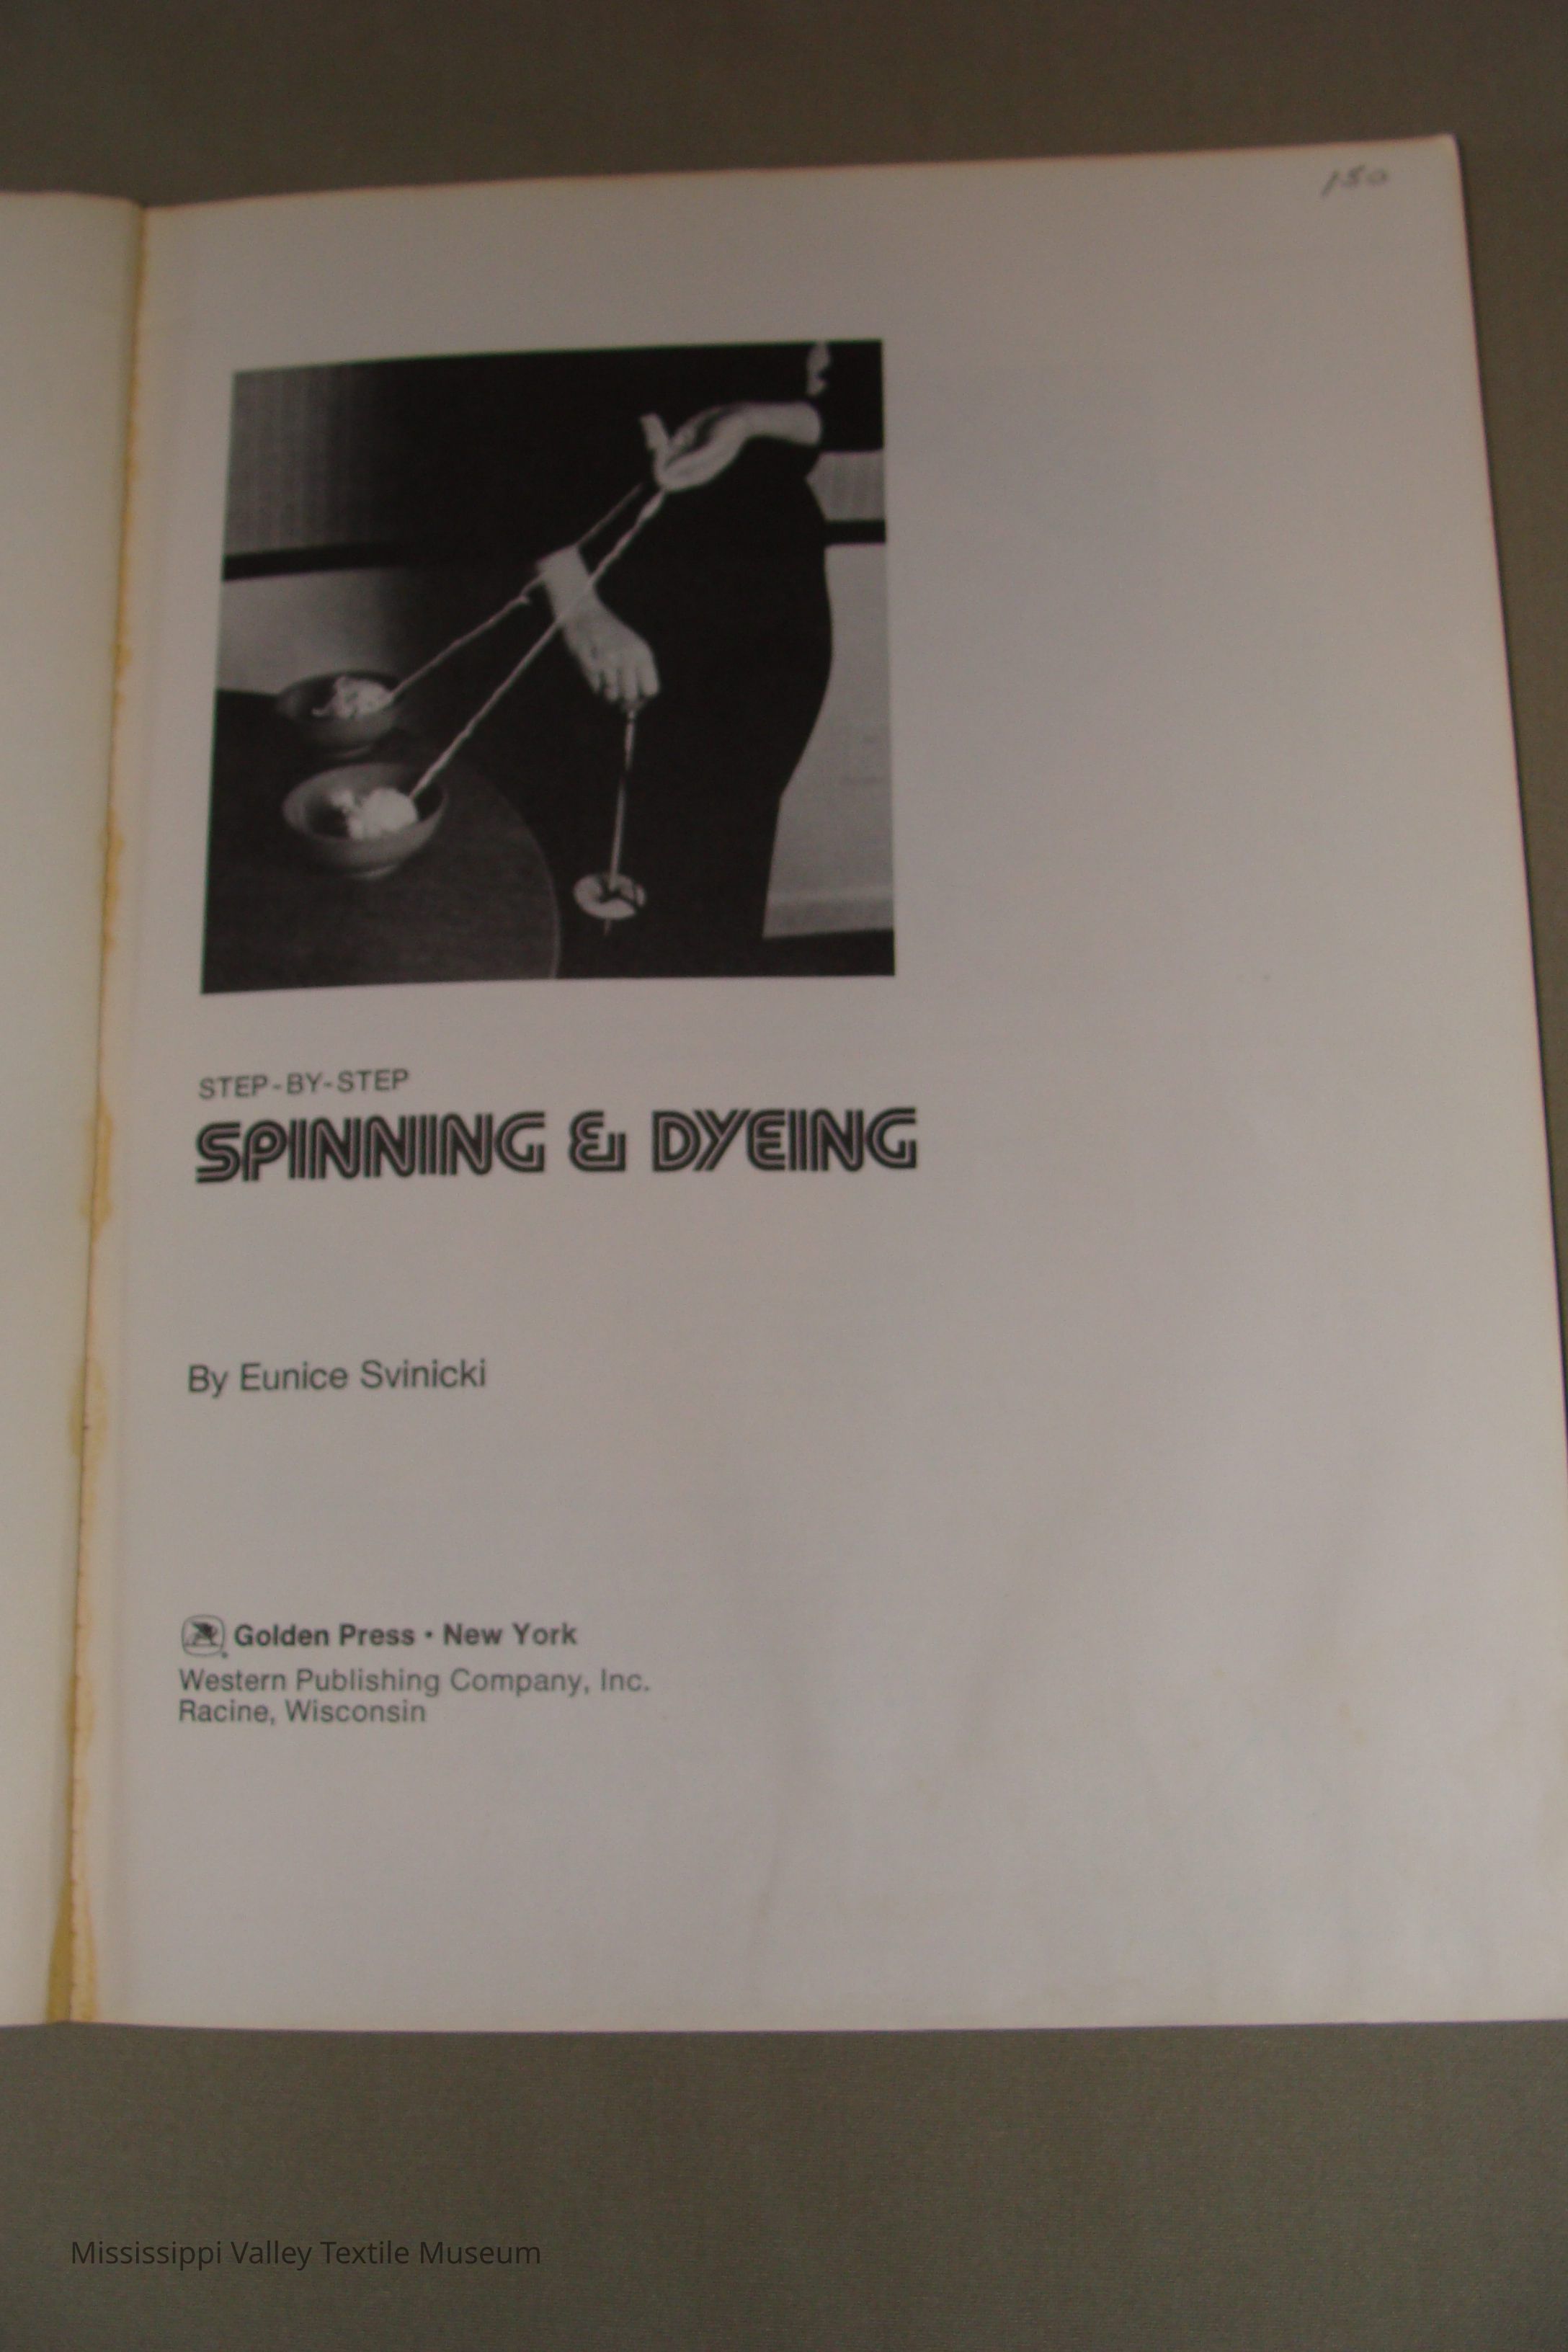 150
STEP-BY-STEP
SPINNING & DYEING
By Eunice Svinicki
Golden Press • New York
Western Publishing Company, Inc.
Racine, Wisconsin
Mississippi Valley Textile Museum